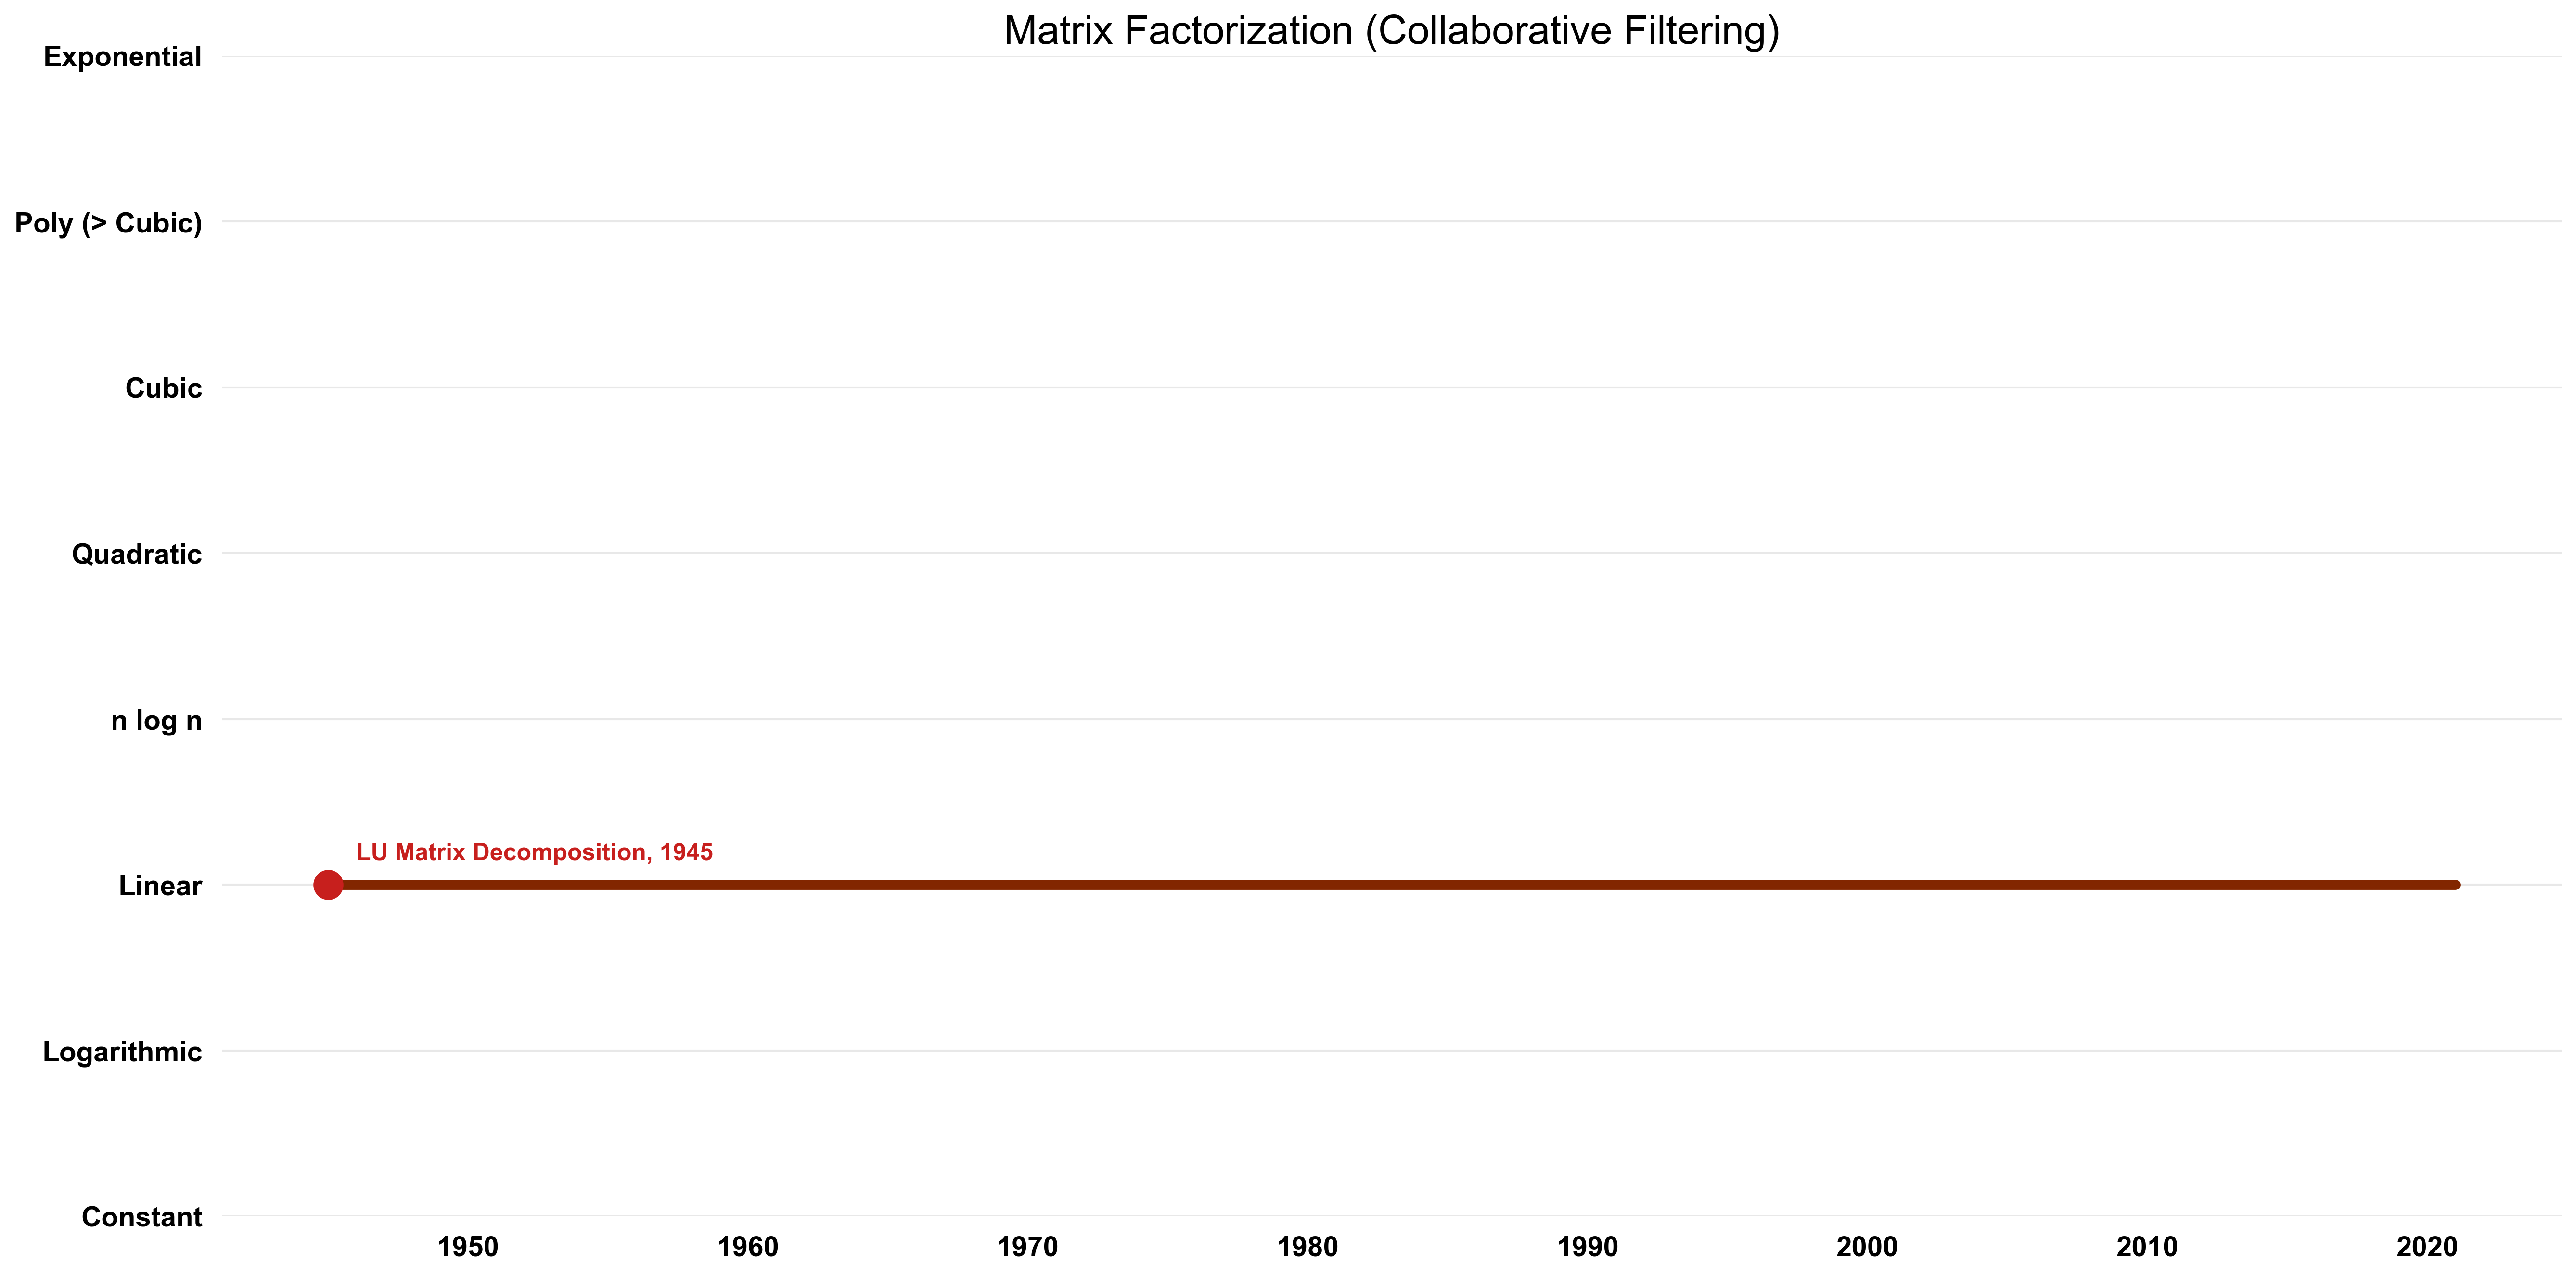 Matrix Factorization (Collaborative Filtering)
Exponential
Poly (> Cubic)
Cubic
Quadratic
n log n
LU Matrix Decomposition, 1945
Linear
Logarithmic
Constant
1950 1960 1970 1980 1990 2000 2010 2020